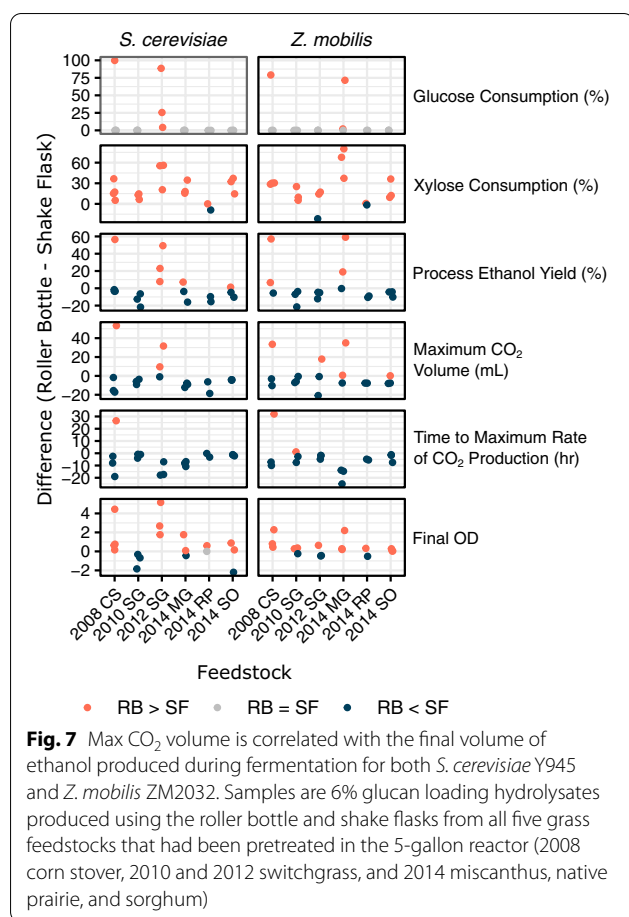 S. cerevisiae Z. mobilis
100
75
50
25
0
Glucose Consumption (%)
60
30
0
Xylose Consumption (%)
60
40
20
0
−20
Process Ethanol Yield (%)
40
20
0
−20
Maximum CO₂
Volume (mL)
30
20
10
0
−10
−20
Time to Maximum Rate
of CO₂ Production (hr)
4
2
0
−2
Final OD
Difference (Roller Bottle - Shake Flask)
2008 CS
2010 SG
2012 SG
2014 MG
2014 RP
2014 SO
2008 CS
2010 SG
2012 SG
2014 MG
2014 RP
2014 SO
Feedstock
RB > SF RB = SF RB < SF
Fig. 7 Max CO₂ volume is correlated with the final volume of
ethanol produced during fermentation for both S. cerevisiae Y945
and Z. mobilis ZM2032. Samples are 6% glucan loading hydrolysates
produced using the roller bottle and shake flasks from all five grass
feedstocks that had been pretreated in the 5-gallon reactor (2008
corn stover, 2010 and 2012 switchgrass, and 2014 miscanthus, native
prairie, and sorghum)